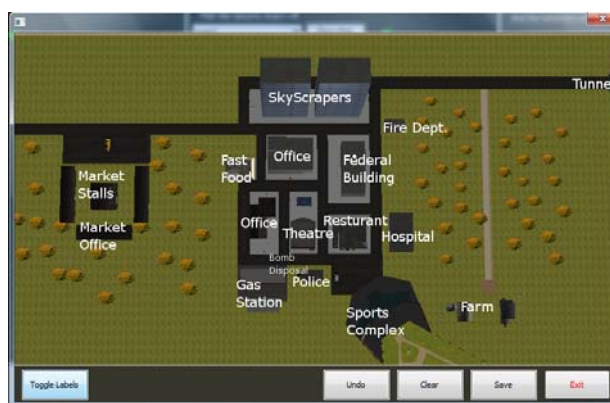 SkyScrapers
Tunne
Fire Dept.
Fast
Food
Office
Federal
Building
Market
Stalls
Market
Office
Office
Theatre
Resturant
Hospital
Bomb
Disposal
Gas
Station
Police
Sports
Complex
Farm
Toggle Labels
Undo
Clear
Save
Exit